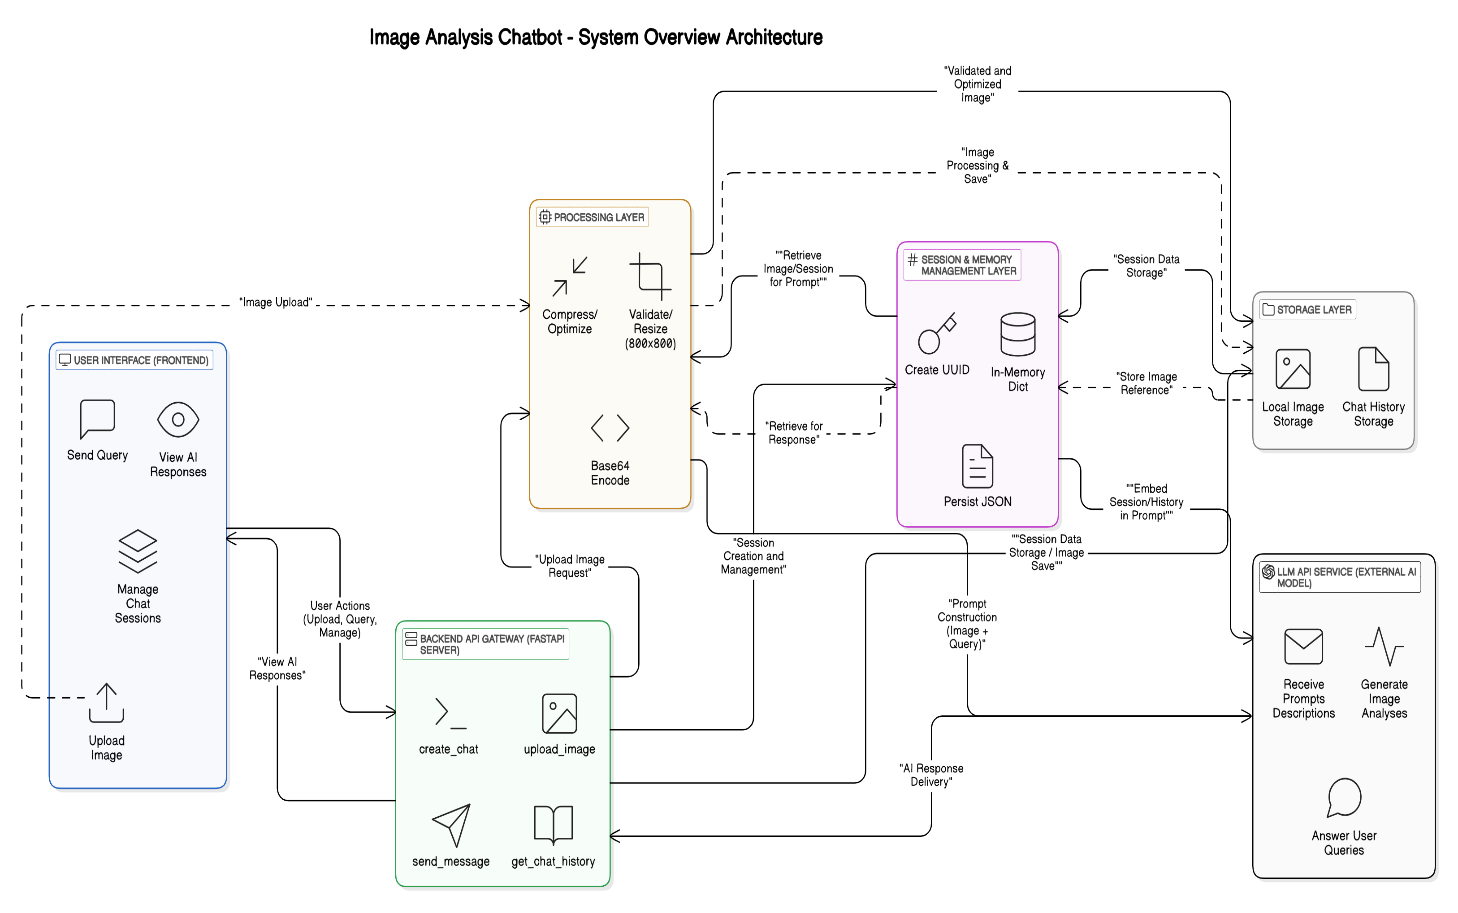 Image Analysis Chatbot - System Overview Architecture
"Validated and
Optimized
Image"
"Image
Processing &
Save"
PROCESSING LAYER
Compress/
Optimize
Validate/
Resize
(800x800)
Base64
Encode
""Retrieve
Image/Session
for Prompt""
SESSION & MEMORY
MANAGEMENT LAYER
Create UUID
In-Memory
Dict
Persist JSON
"Session Data
Storage"
STORAGE LAYER
Local Image
Storage
Chat History
Storage
"Image Upload"
USER INTERFACE (FRONTEND)
Send Query
View AI
Responses
Manage
Chat
Sessions
Upload
Image
"Store Image
Reference"
"Retrieve for
Response"
""Embed
Session/History
in Prompt""
"Upload Image
Request"
"Session
Creation and
Management"
""Session Data
Storage / Image
Save""
User Actions
(Upload, Query,
Manage)
"View AI
Responses"
"Prompt
Construction
(Image +
Query)"
BACKEND API GATEWAY (FASTAPI
SERVER)
create_chat
upload_image
send_message
get_chat_history
"AI Response
Delivery"
LLM API SERVICE (EXTERNAL AI
MODEL)
Receive
Prompts
Descriptions
Generate
Image
Analyses
Answer User
Queries